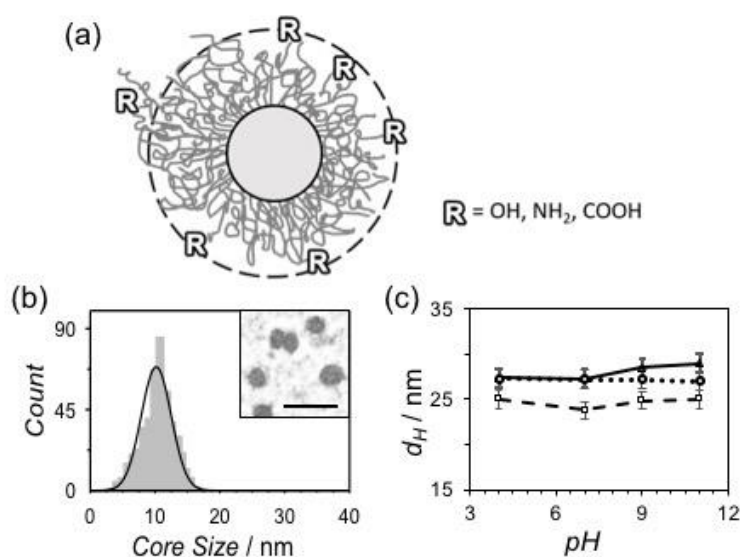 (a)
R
R
R
R
R
R
R = OH, NH₂, COOH
(b)
90
45
0
Count
0 10 20 30 40
Core Size / nm
(c)
35
25
15
d_H / nm
3 6 9 12
pH